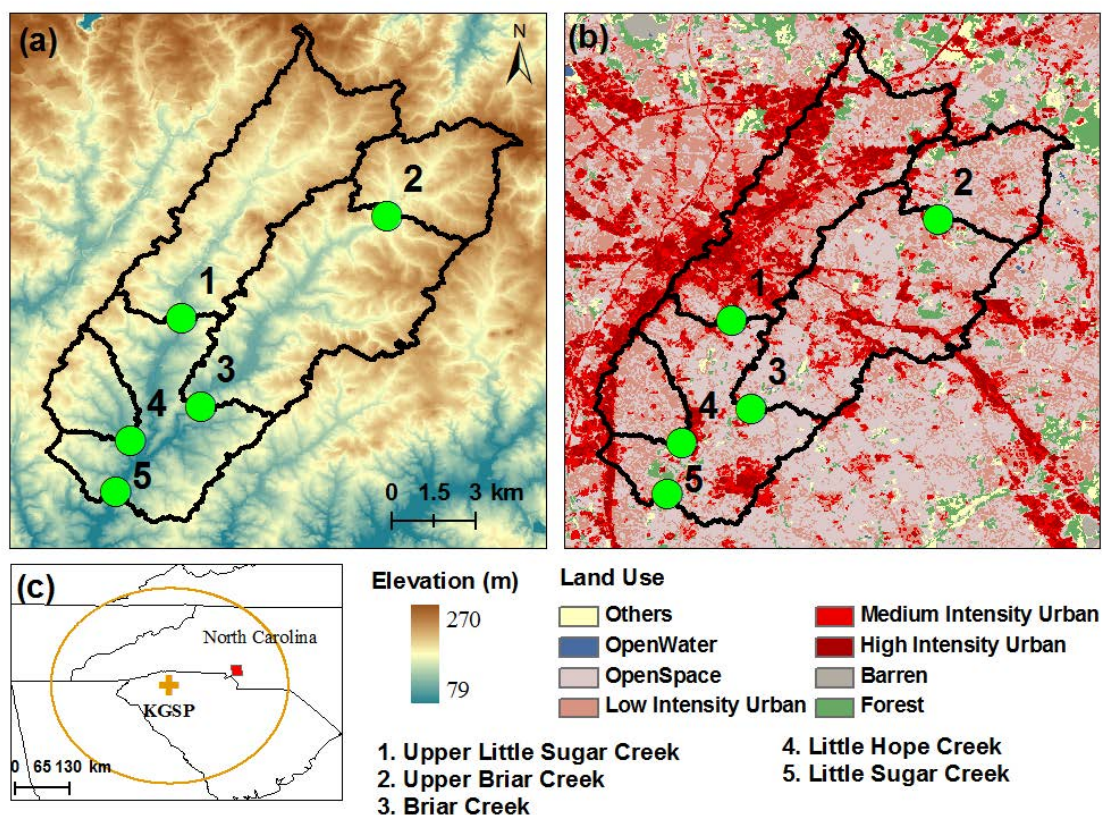 (a)
N
2
1
3
4
5
0 1.5 3 km
(b)
2
1
3
4
5
(c)
North Carolina
KGSP
0 65 130 km
Elevation (m)
270
79
Land Use
Others
OpenWater
OpenSpace
Low Intensity Urban
Medium Intensity Urban
High Intensity Urban
Barren
Forest
1. Upper Little Sugar Creek
2. Upper Briar Creek
3. Briar Creek
4. Little Hope Creek
5. Little Sugar Creek